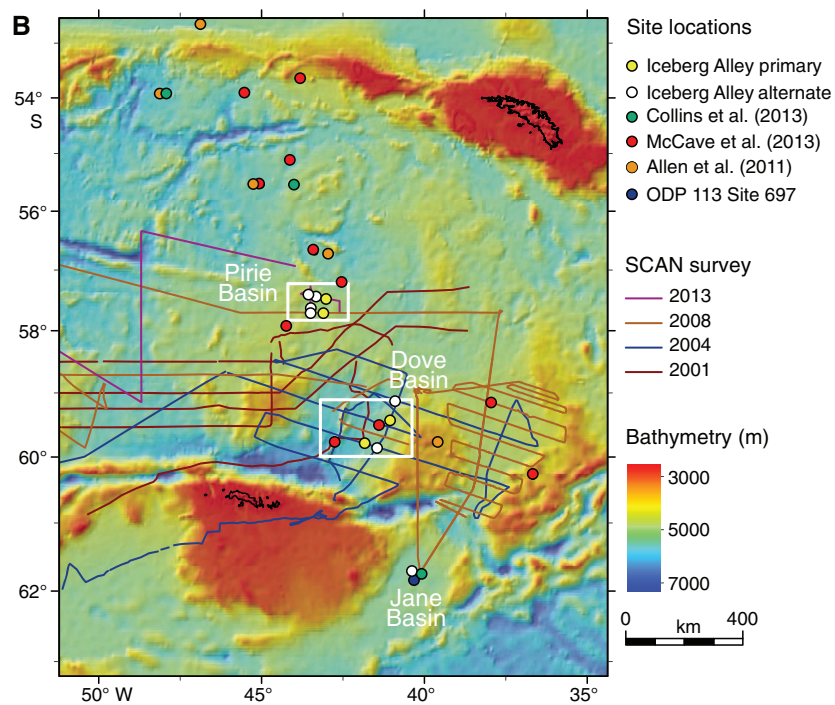 B
54°
S
56°
58°
60°
62°
50° W
45°
40°
35°
Pirie
Basin
Dove
Basin
Jane
Basin
Site locations
Iceberg Alley primary
Iceberg Alley alternate
Collins et al. (2013)
McCave et al. (2013)
Allen et al. (2011)
ODP 113 Site 697
SCAN survey
2013
2008
2004
2001
Bathymetry (m)
3000
5000
7000
0 km 400